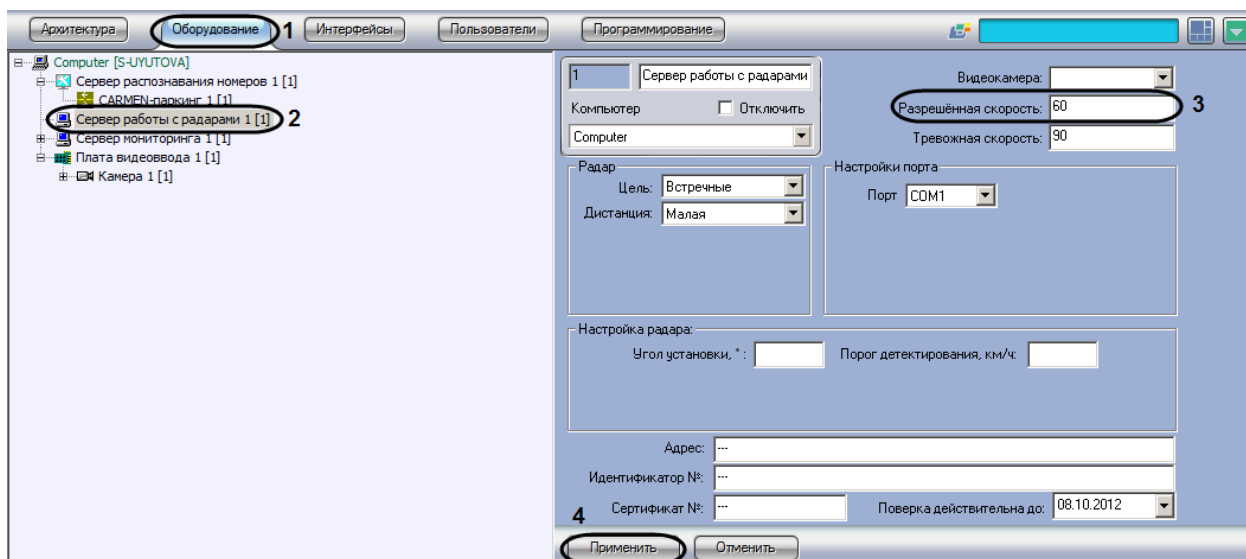 Архитектура Оборудование 1 Интерфейсы Пользователи Программирование
Computer [S-UYUTOVA]
Сервер распознавания номеров 1 [1]
CARMEN-паркинг 1 [1]
Сервер работы с радарами 1 [1] 2
Сервер мониторинга 1 [1]
Плата видеоввода 1 [1]
Камера 1 [1]
1 Сервер работы с радарами
Компьютер Отключить
Computer
Видеокамера:
Разрешённая скорость: 60 3
Тревожная скорость: 90
Радар
Цель: Встречные
Дистанция: Малая
Настройки порта
Порт COM1
Настройка радара:
Угол установки, °: Порог детектирования, км/ч:
Адрес: ---
Идентификатор №: ---
Сертификат №: --- Поверка действительна до: 08.10.2012
4
Применить Отменить